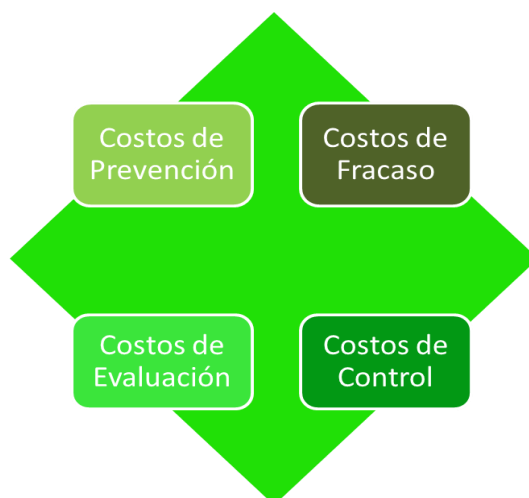 Costos de
Prevención
Costos de
Fracaso
Costos de
Evaluación
Costos de
Control